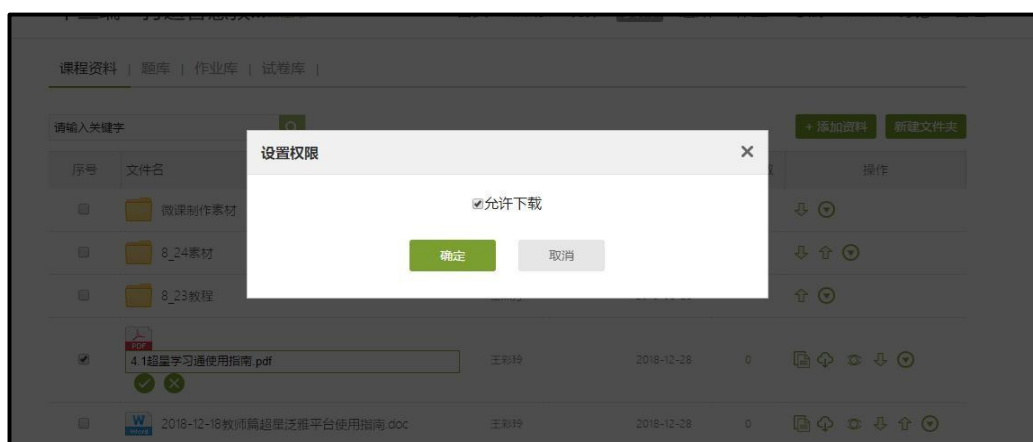 课程资料 | 题库 | 作业库 | 试卷库 |
请输入关键字
+ 添加资料 新建文件夹
设置权限 ×
序号 文件名 操作
允许下载
微课制作素材
确定 取消
8_24素材
8_23教程
PDF
4.1超星学习通使用指南.pdf 王彩玲 2018-12-28 0
W 2018-12-18教师篇超星泛雅平台使用指南.doc 王彩玲 2018-12-28 0